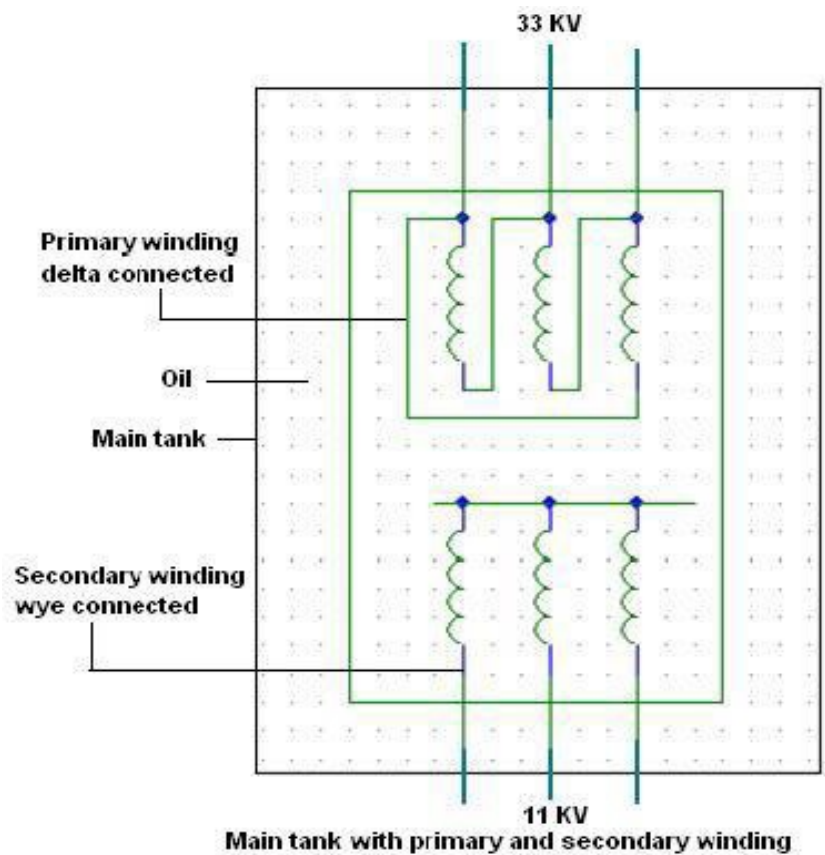 33 KV
Primary winding
delta connected
Oil
Main tank
Secondary winding
wye connected
11 KV
Main tank with primary and secondary winding